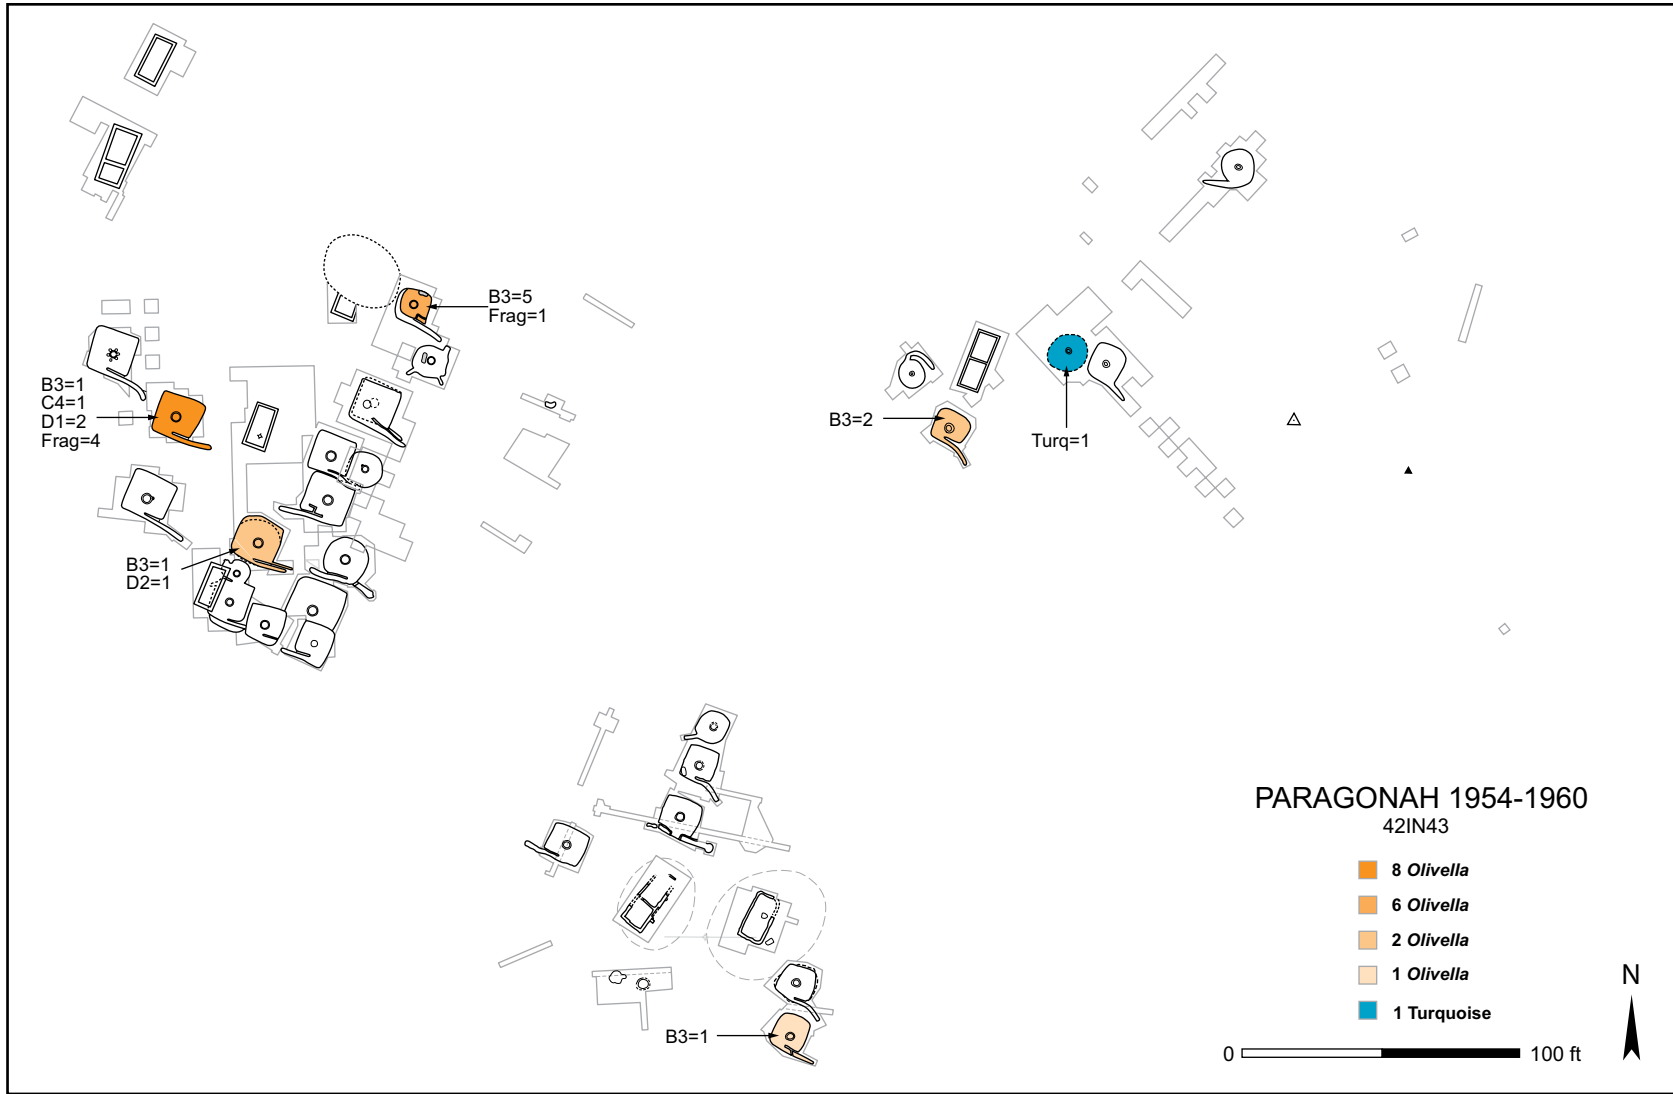 B3=5
Frag=1
B3=1
C4=1
D1=2
Frag=4
B3=2
Turq=1
B3=1
D2=1
B3=1
PARAGONAH 1954-1960
42IN43
8 Olivella
6 Olivella
2 Olivella
1 Olivella
1 Turquoise
N
0 100 ft